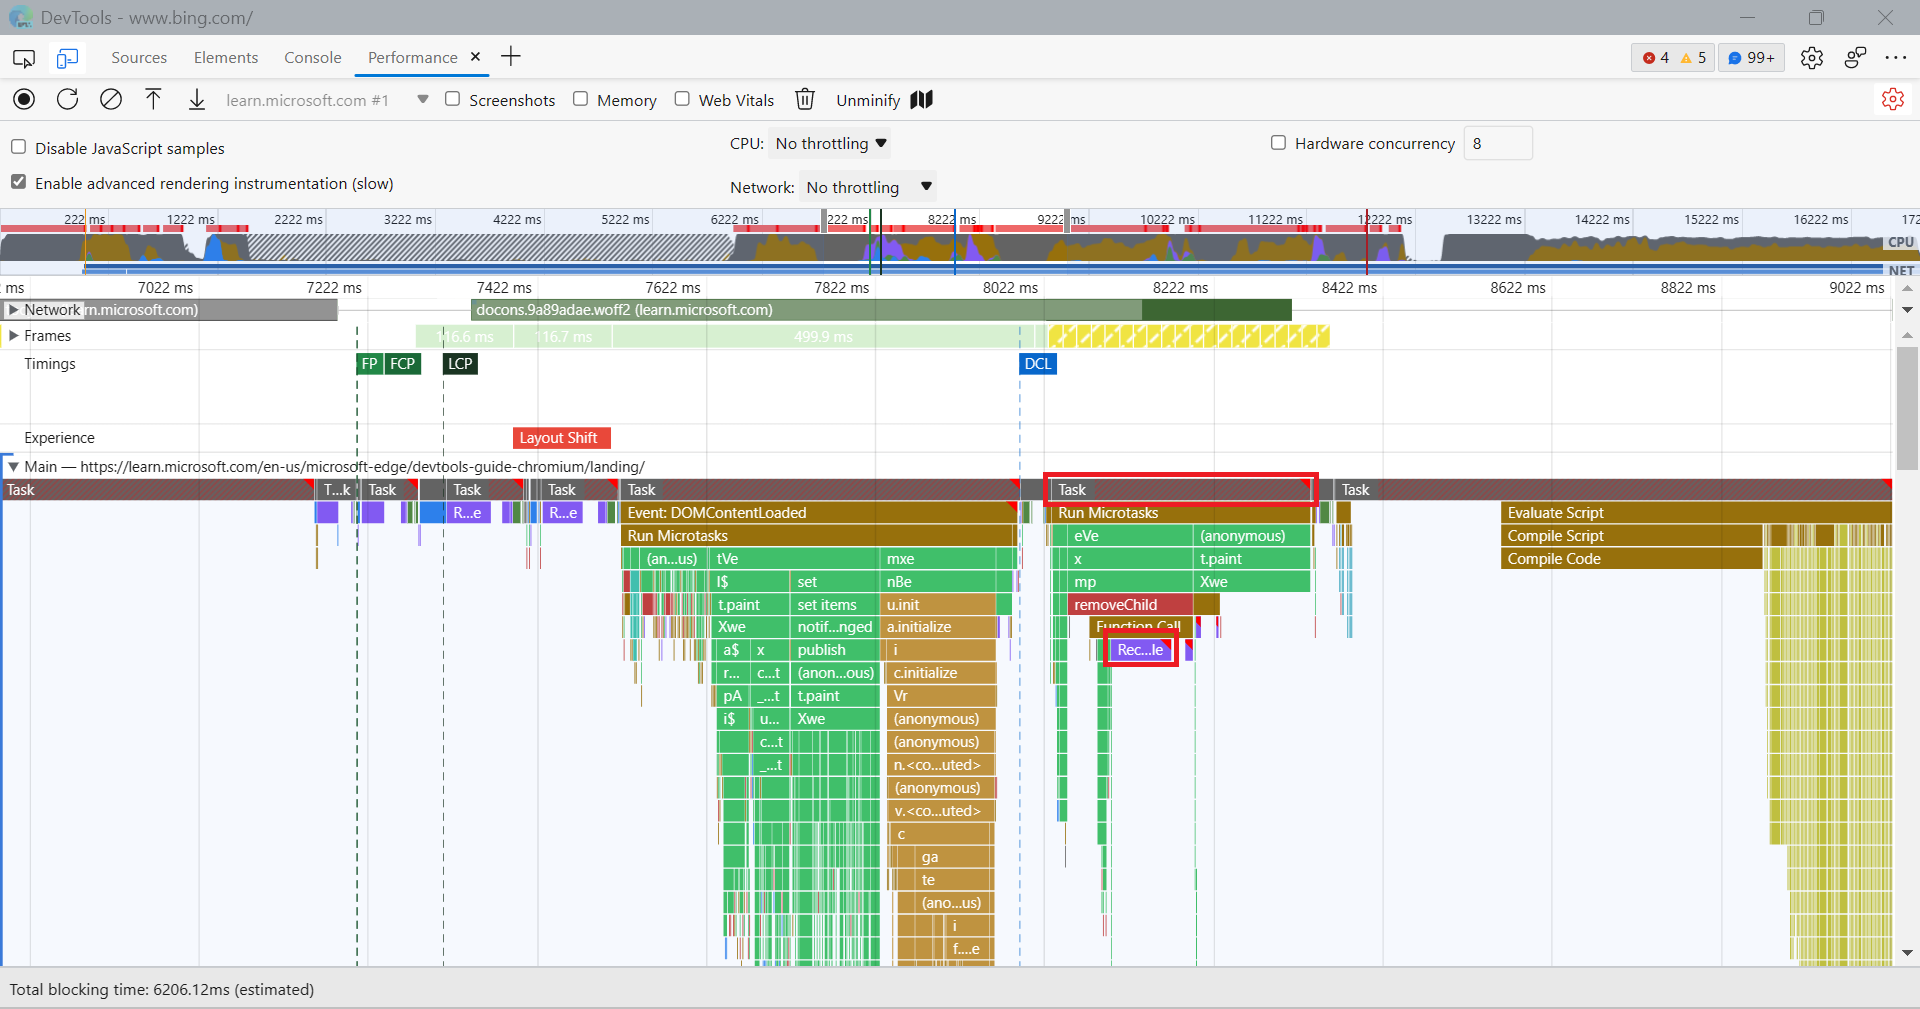 DevTools - www.bing.com/
Sources Elements Console Performance 4 5 99+
learn.microsoft.com #1 Screenshots Memory Web Vitals Unminify
Disable JavaScript samples CPU: No throttling Hardware concurrency 8
Enable advanced rendering instrumentation (slow) Network: No throttling
222 ms 1222 ms 2222 ms 3222 ms 4222 ms 5222 ms 6222 ms 222 ms 8222 ms 9222 ms 10222 ms 11222 ms 12222 ms 13222 ms 14222 ms 15222 ms 16222 ms 172
CPU
NET
ms 7022 ms 7222 ms 7422 ms 7622 ms 7822 ms 8022 ms 8222 ms 8422 ms 8622 ms 8822 ms 9022 ms
Network rn.microsoft.com) docons.9a89adae.woff2 (learn.microsoft.com)
Frames 116.6 ms 116.7 ms 499.9 ms
Timings FP FCP LCP DCL
Experience Layout Shift
Main — https://learn.microsoft.com/en-us/microsoft-edge/devtools-guide-chromium/landing/
Task T...k Task Task Task Task Task Task
R...e R...e Event: DOMContentLoaded Run Microtasks Evaluate Script
Run Microtasks eVe (anonymous) Compile Script
(an...us) tVe mxe x t.paint Compile Code
l$ set nBe mp Xwe
t.paint set items u.init removeChild
Xwe notif...nged a.initialize Function Call
a$ x publish i Rec...le
r... c...t (anon...ous) c.initialize
pA _...t t.paint Vr
i$ u... Xwe (anonymous)
c...t (anonymous)
_...t n.<co...uted>
(anonymous)
v.<co...uted>
c
ga
te
(ano...us)
i
f....e
Total blocking time: 6206.12ms (estimated)